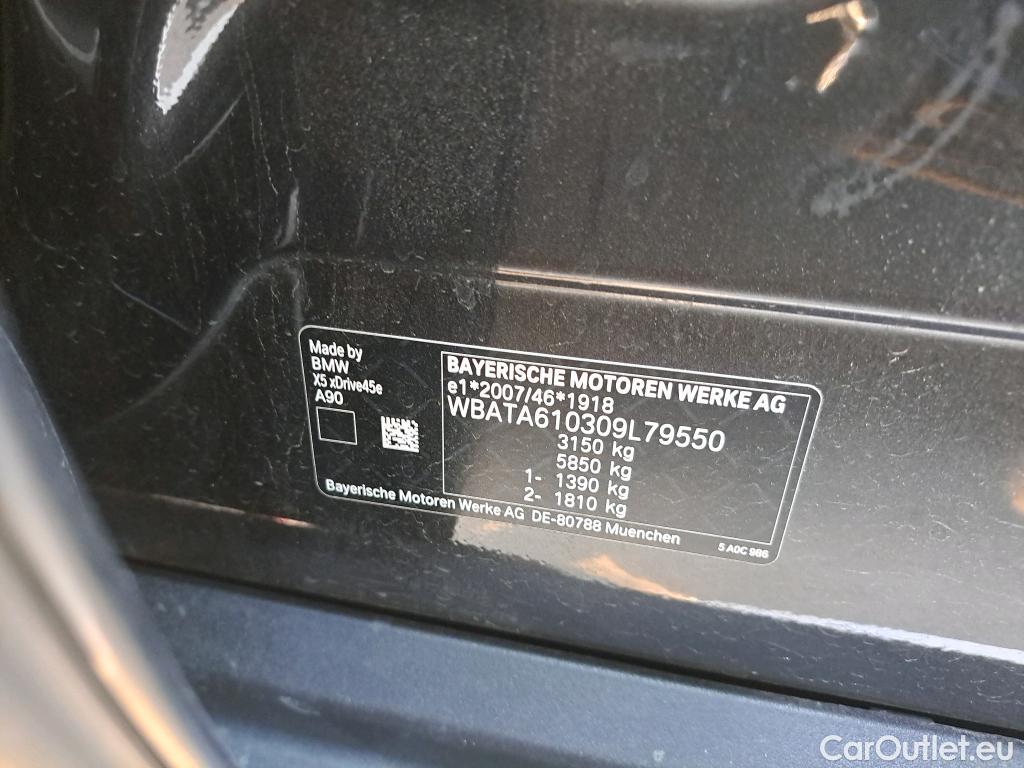 Made by
BMW
X5 xDrive45e
A90
BAYERISCHE MOTOREN WERKE AG
e1*2007/46*1918
WBATA610309L79550
3150 kg
5850 kg
1- 1390 kg
2- 1810 kg
Bayerische Motoren Werke AG DE-80788 Muenchen
5 A0C 986
CarOutlet.eu